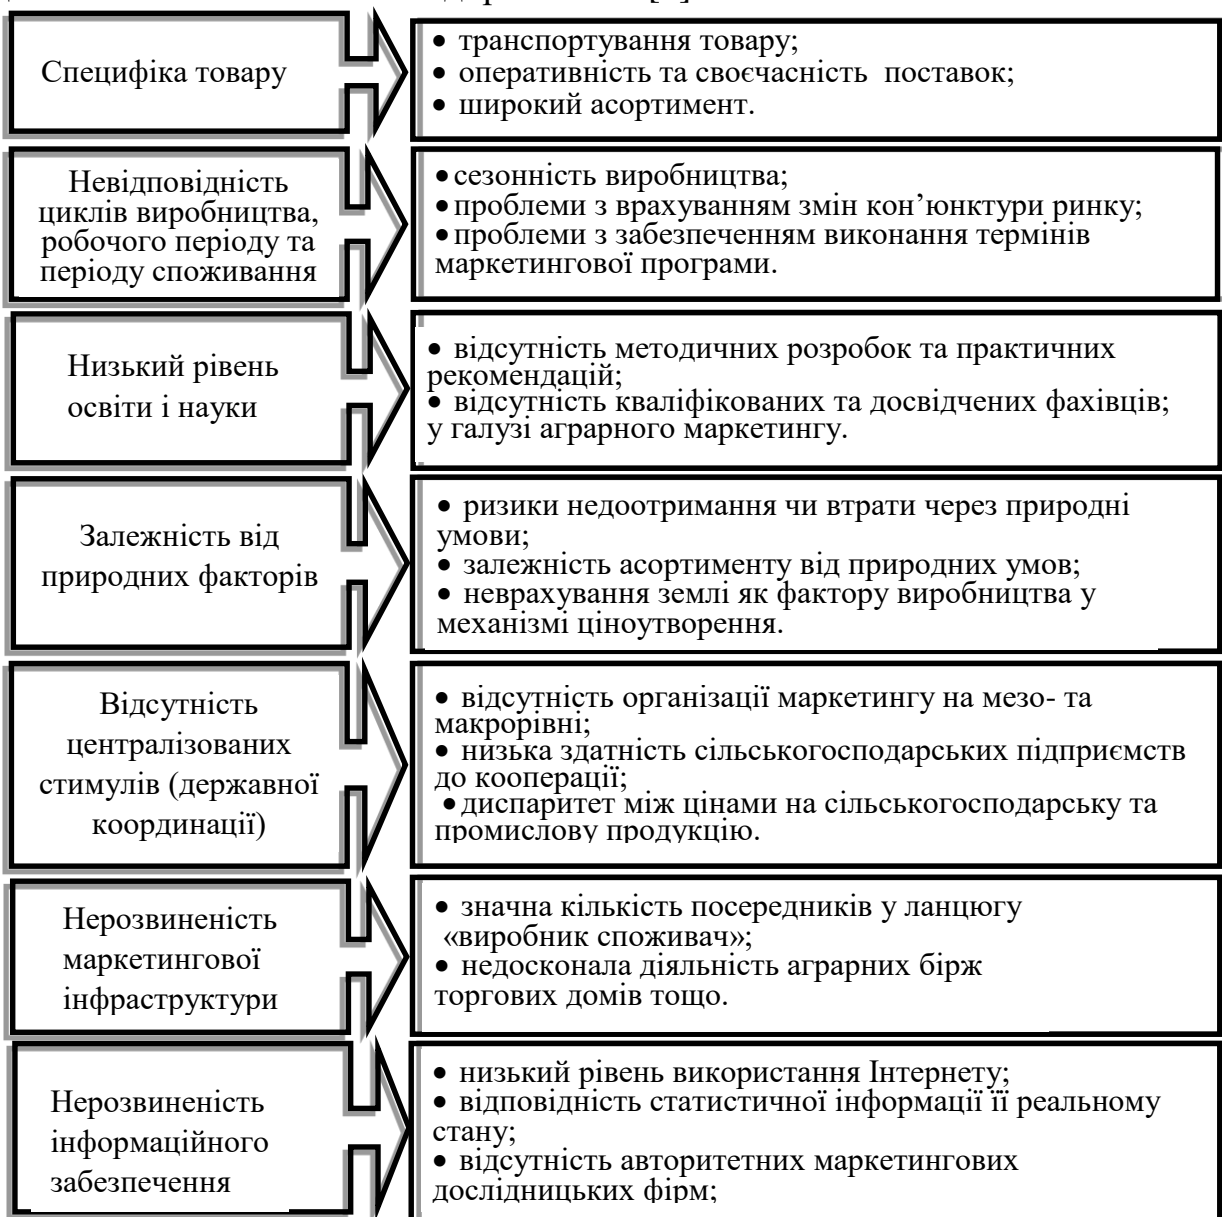 Специфіка товару
• транспортування товару;
• оперативність та своєчасність поставок;
• широкий асортимент.
Невідповідність
циклів виробництва,
робочого періоду та
періоду споживання
• сезонність виробництва;
• проблеми з врахуванням змін кон’юнктури ринку;
• проблеми з забезпеченням виконання термінів
маркетингової програми.
Низький рівень
освіти і науки
• відсутність методичних розробок та практичних
рекомендацій;
• відсутність кваліфікованих та досвідчених фахівців;
у галузі аграрного маркетингу.
Залежність від
природних факторів
• ризики недоотримання чи втрати через природні
умови;
• залежність асортименту від природних умов;
• неврахування землі як фактору виробництва у
механізмі ціноутворення.
Відсутність
централізованих
стимулів (державної
координації)
• відсутність організації маркетингу на мезо- та
макрорівні;
• низька здатність сільськогосподарських підприємств
до кооперації;
• диспаритет між цінами на сільськогосподарську та
промислову продукцію.
Нерозвиненість
маркетингової
інфраструктури
• значна кількість посередників у ланцюгу
«виробник споживач»;
• недосконала діяльність аграрних бірж
торгових домів тощо.
Нерозвиненість
інформаційного
забезпечення
• низький рівень використання Інтернету;
• відповідність статистичної інформації її реальному
стану;
• відсутність авторитетних маркетингових
дослідницьких фірм;